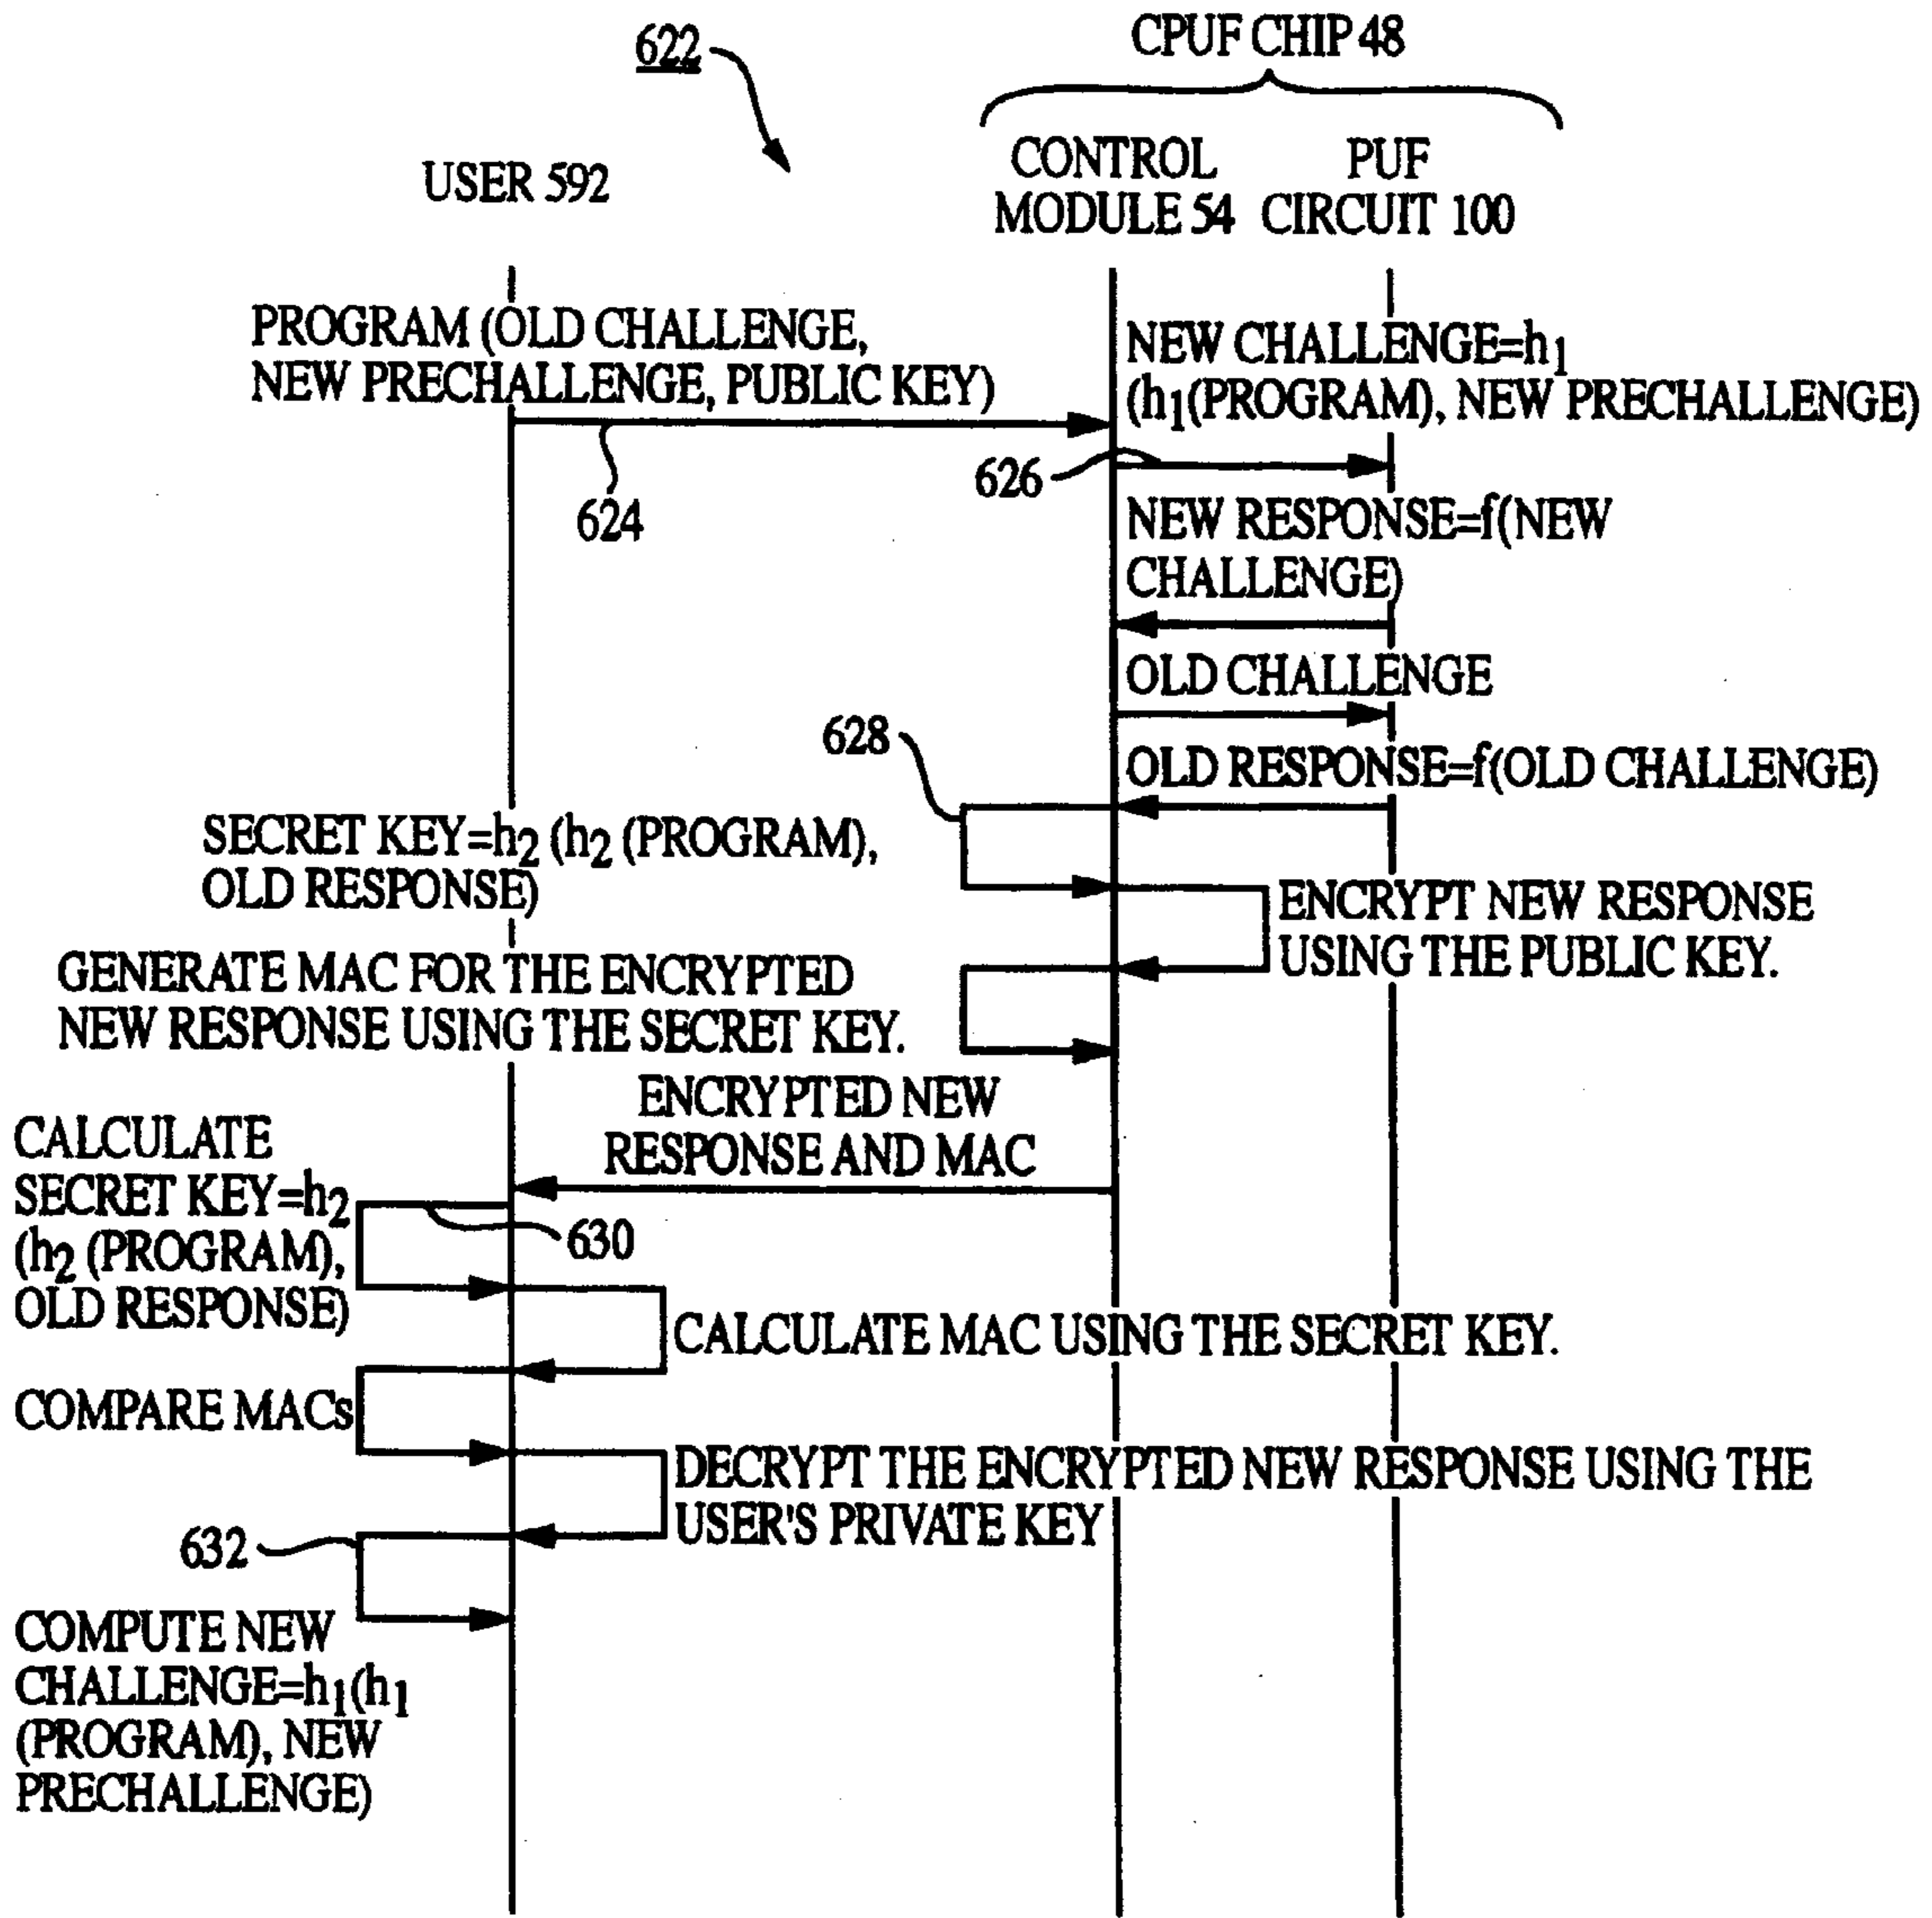 622
CPUF CHIP 48
USER 592
CONTROL
MODULE 54
PUF
CIRCUIT 100
PROGRAM (OLD CHALLENGE,
NEW PRECHALLENGE, PUBLIC KEY)
624
NEW CHALLENGE=h1
(h1(PROGRAM), NEW PRECHALLENGE)
626
NEW RESPONSE=f(NEW
CHALLENGE)
OLD CHALLENGE
628
OLD RESPONSE=f(OLD CHALLENGE)
SECRET KEY=h2 (h2 (PROGRAM),
OLD RESPONSE)
ENCRYPT NEW RESPONSE
USING THE PUBLIC KEY.
GENERATE MAC FOR THE ENCRYPTED
NEW RESPONSE USING THE SECRET KEY.
ENCRYPTED NEW
RESPONSE AND MAC
CALCULATE
SECRET KEY=h2
(h2 (PROGRAM),
OLD RESPONSE)
630
CALCULATE MAC USING THE SECRET KEY.
COMPARE MACs
DECRYPT THE ENCRYPTED NEW RESPONSE USING THE
USER'S PRIVATE KEY
632
COMPUTE NEW
CHALLENGE=h1(h1
(PROGRAM), NEW
PRECHALLENGE)